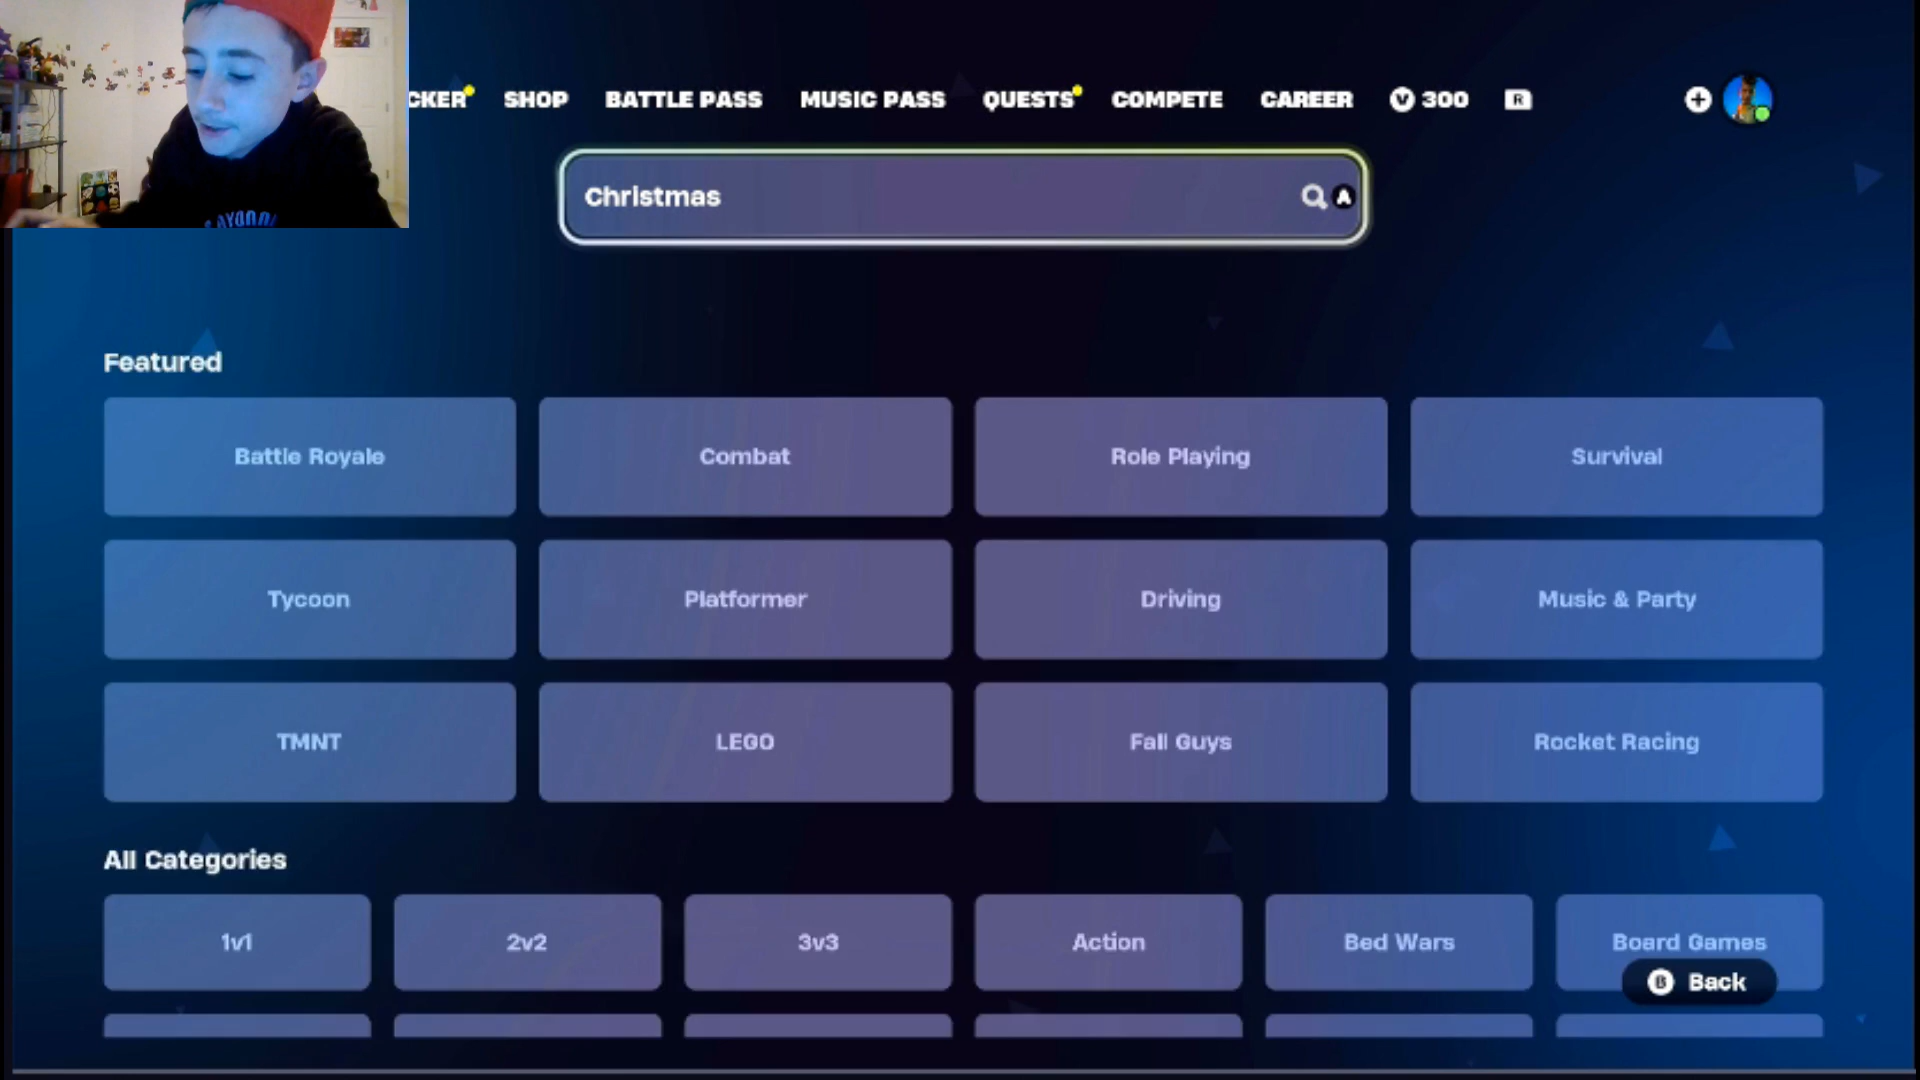 CKER SHOP BATTLE PASS MUSIC PASS QUESTS COMPETE CAREER V 300 R
Christmas A
Featured
Battle Royale Combat Role Playing Survival
Tycoon Platformer Driving Music & Party
TMNT LEGO Fall Guys Rocket Racing
All Categories
1v1 2v2 3v3 Action Bed Wars Board Games
B Back